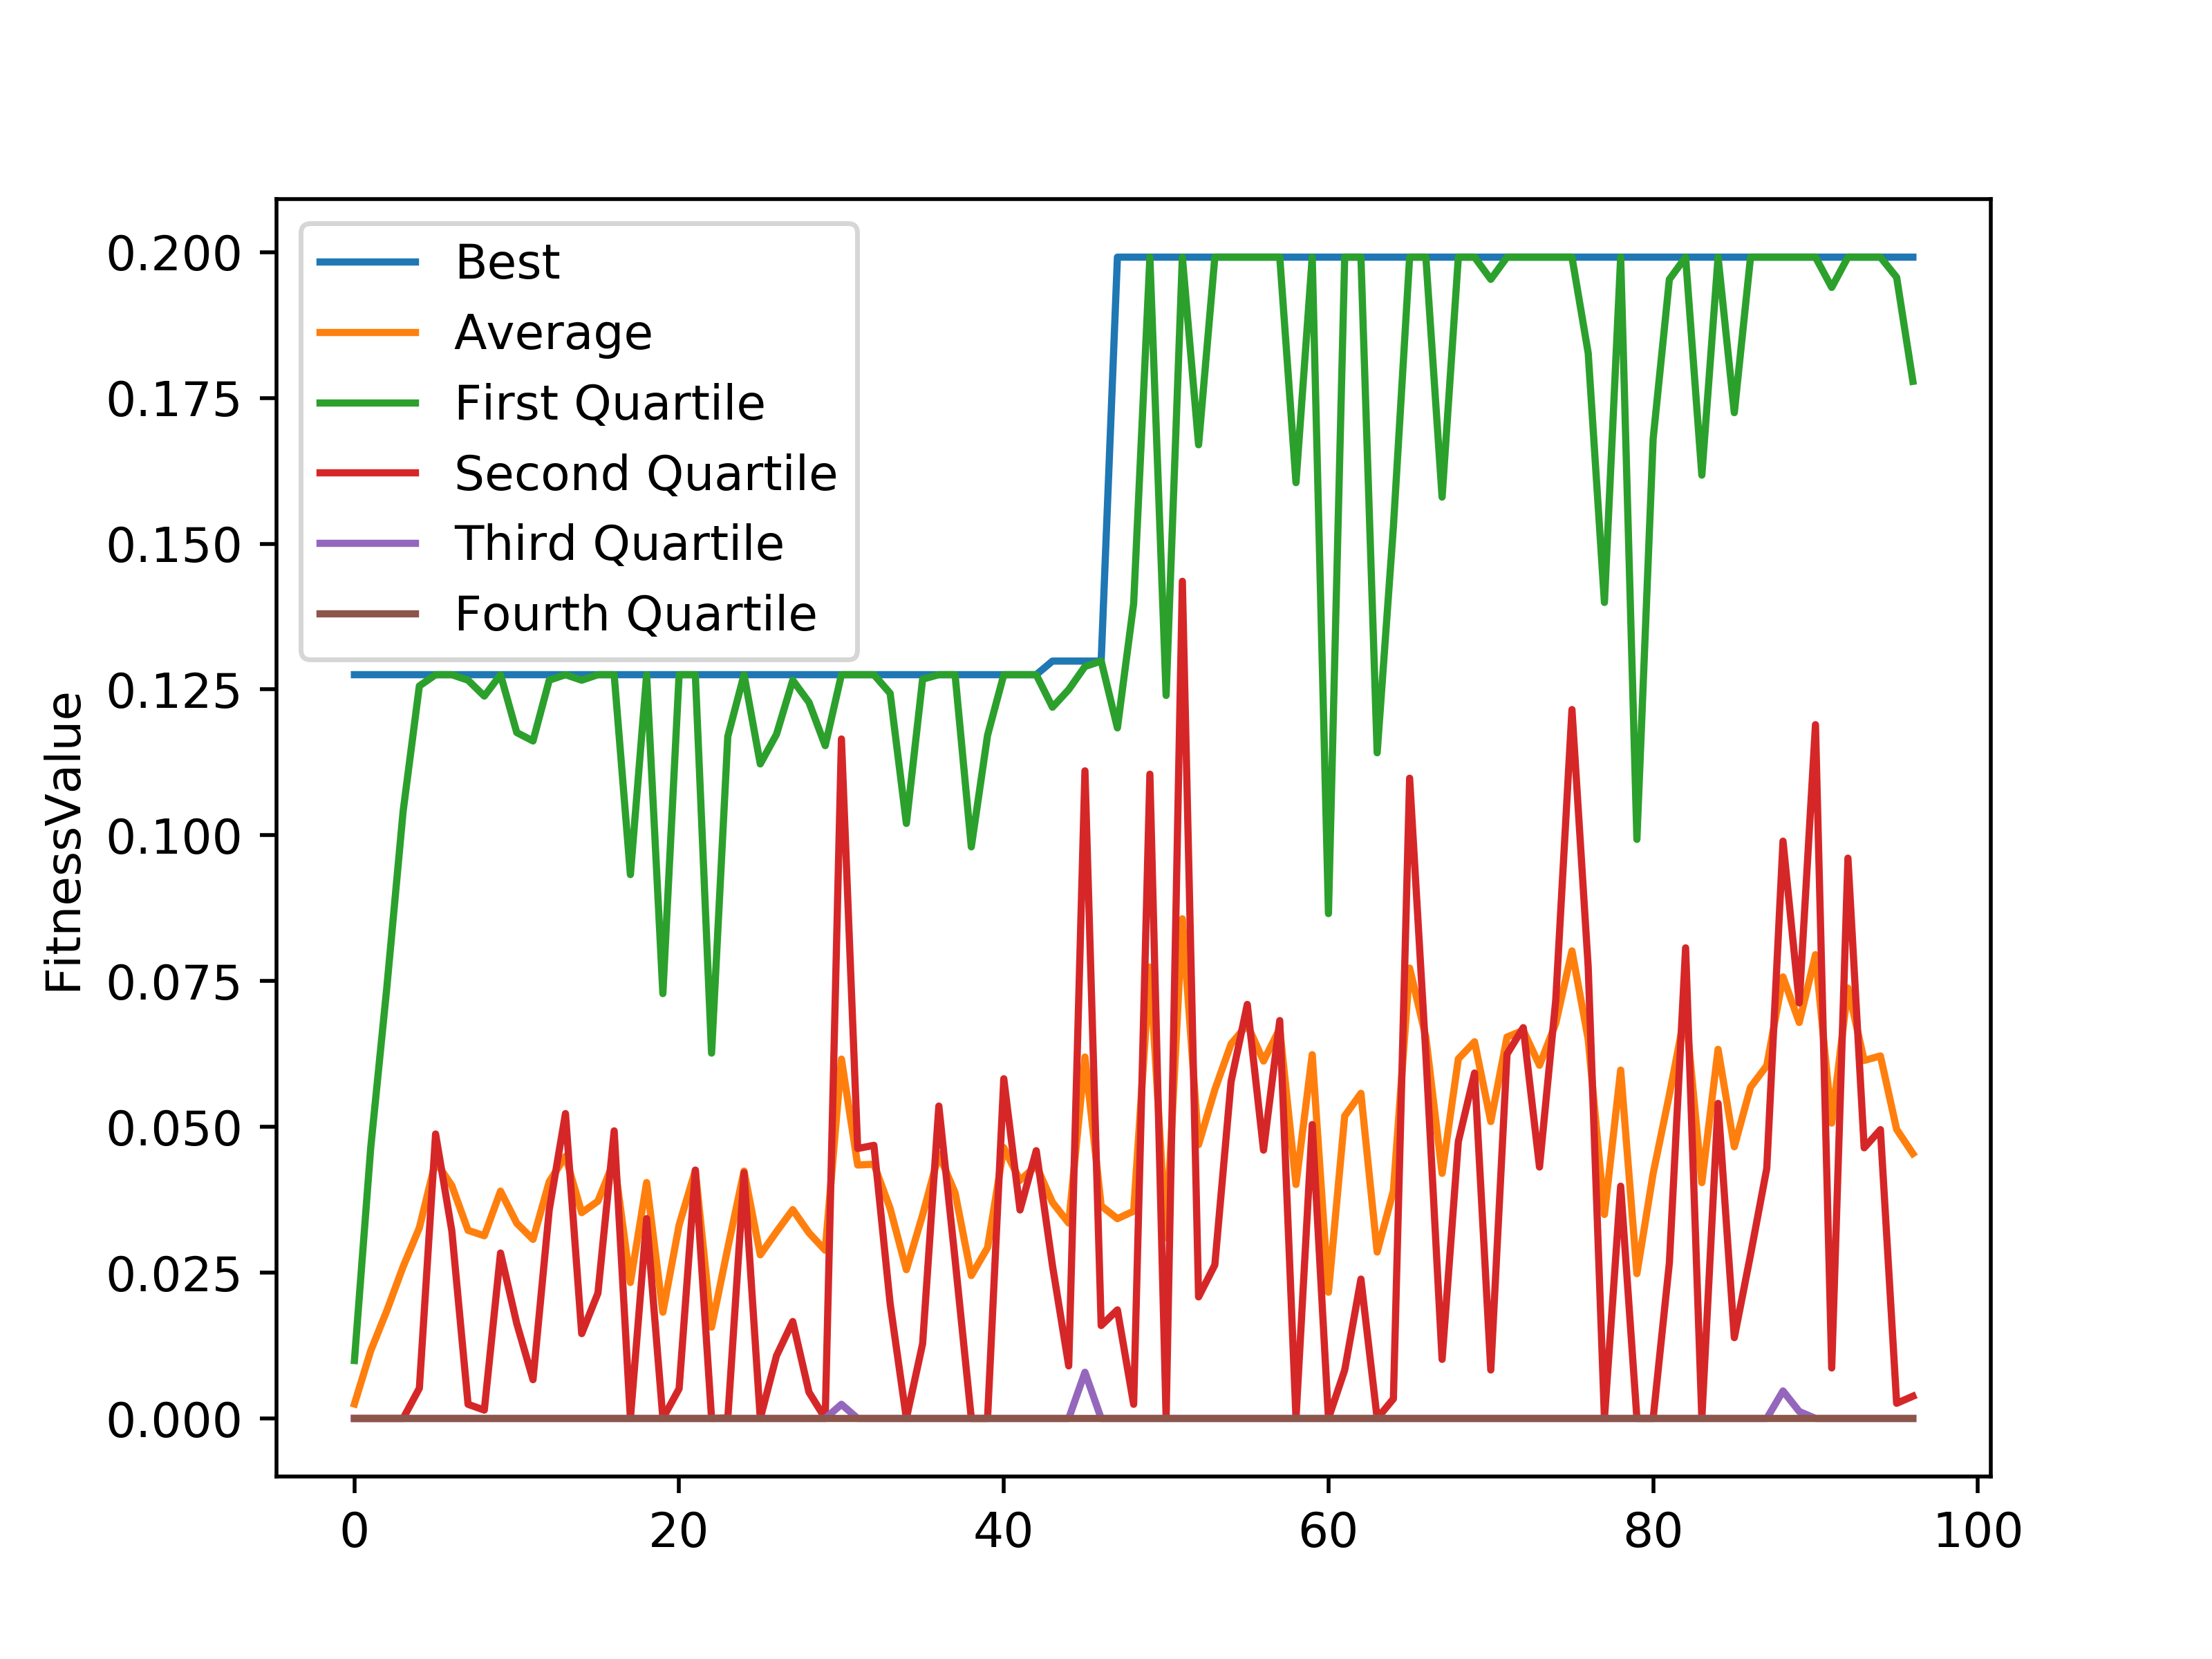 Best
Average
First Quartile
Second Quartile
Third Quartile
Fourth Quartile
0.200
0.175
0.150
0.125
0.100
0.075
0.050
0.025
0.000
FitnessValue
0 20 40 60 80 100